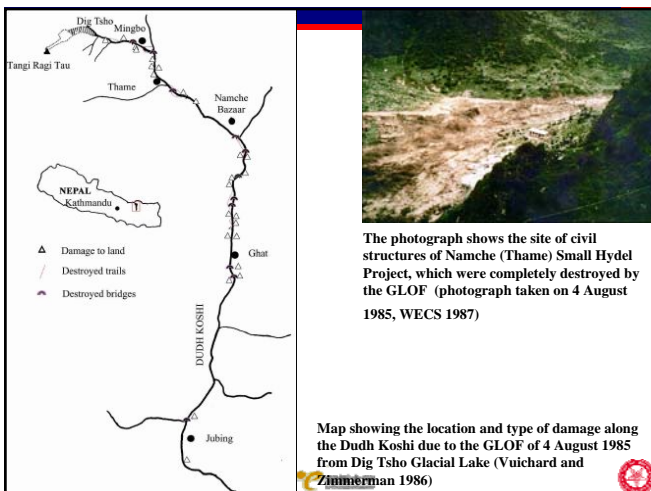 Dig Tsho
Mingbo
Tangi Ragi Tau
Thame
Namche
Bazaar
NEPAL
Kathmandu
Damage to land
Destroyed trails
Destroyed bridges
Ghat
DUDH KOSHI
Jubing
The photograph shows the site of civil
structures of Namche (Thame) Small Hydel
Project, which were completely destroyed by
the GLOF (photograph taken on 4 August
1985, WECS 1987)
Map showing the location and type of damage along
the Dudh Koshi due to the GLOF of 4 August 1985
from Dig Tsho Glacial Lake (Vuichard and
Zimmerman 1986)